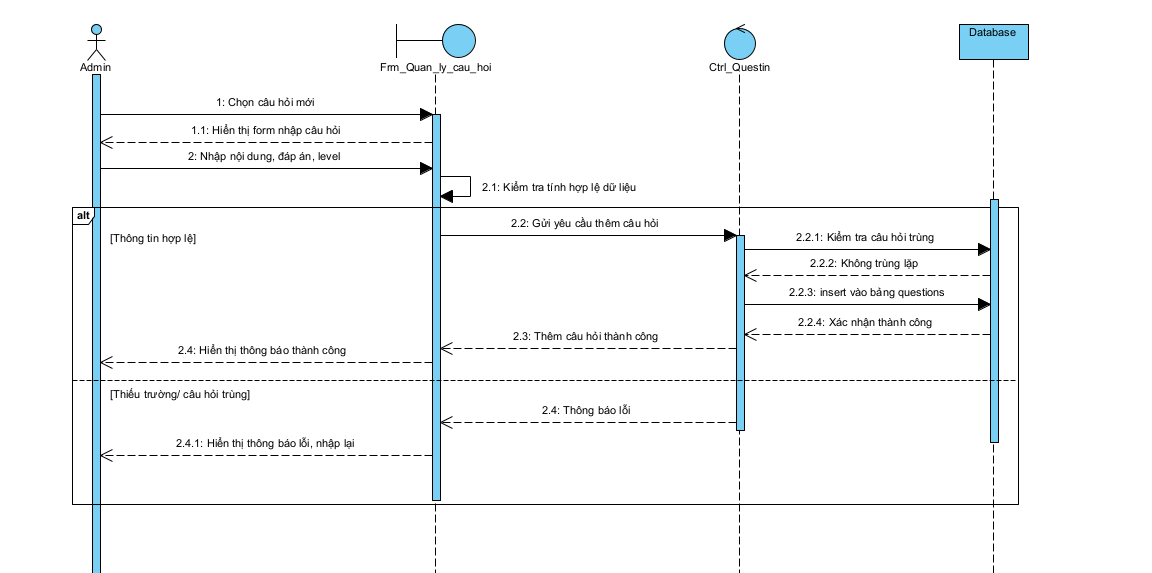 Admin
Frm_Quan_ly_cau_hoi
Ctrl_Questin
Database
1: Chọn câu hỏi mới
1.1: Hiển thị form nhập câu hỏi
2: Nhập nội dung, đáp án, level
2.1: Kiểm tra tính hợp lệ dữ liệu
alt
[Thông tin hợp lệ]
2.2: Gửi yêu cầu thêm câu hỏi
2.2.1: Kiểm tra câu hỏi trùng
2.2.2: Không trùng lặp
2.2.3: insert vào bảng questions
2.2.4: Xác nhận thành công
2.3: Thêm câu hỏi thành công
2.4: Hiển thị thông báo thành công
[Thiếu trường/ câu hỏi trùng]
2.4: Thông báo lỗi
2.4.1: Hiển thị thông báo lỗi, nhập lại